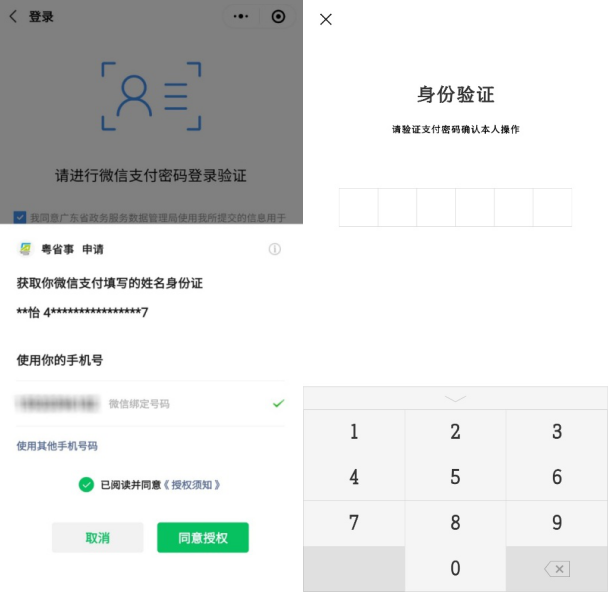 登录
请进行微信支付密码登录验证
我同意广东省政务服务数据管理局使用我所提交的信息用于
粤省事 申请
获取你微信支付填写的姓名身份证
**怡 4****************7
使用你的手机号
微信绑定号码
使用其他手机号码
已阅读并同意《授权须知》
取消 同意授权
身份验证
请验证支付密码确认本人操作
1 2 3
4 5 6
7 8 9
0